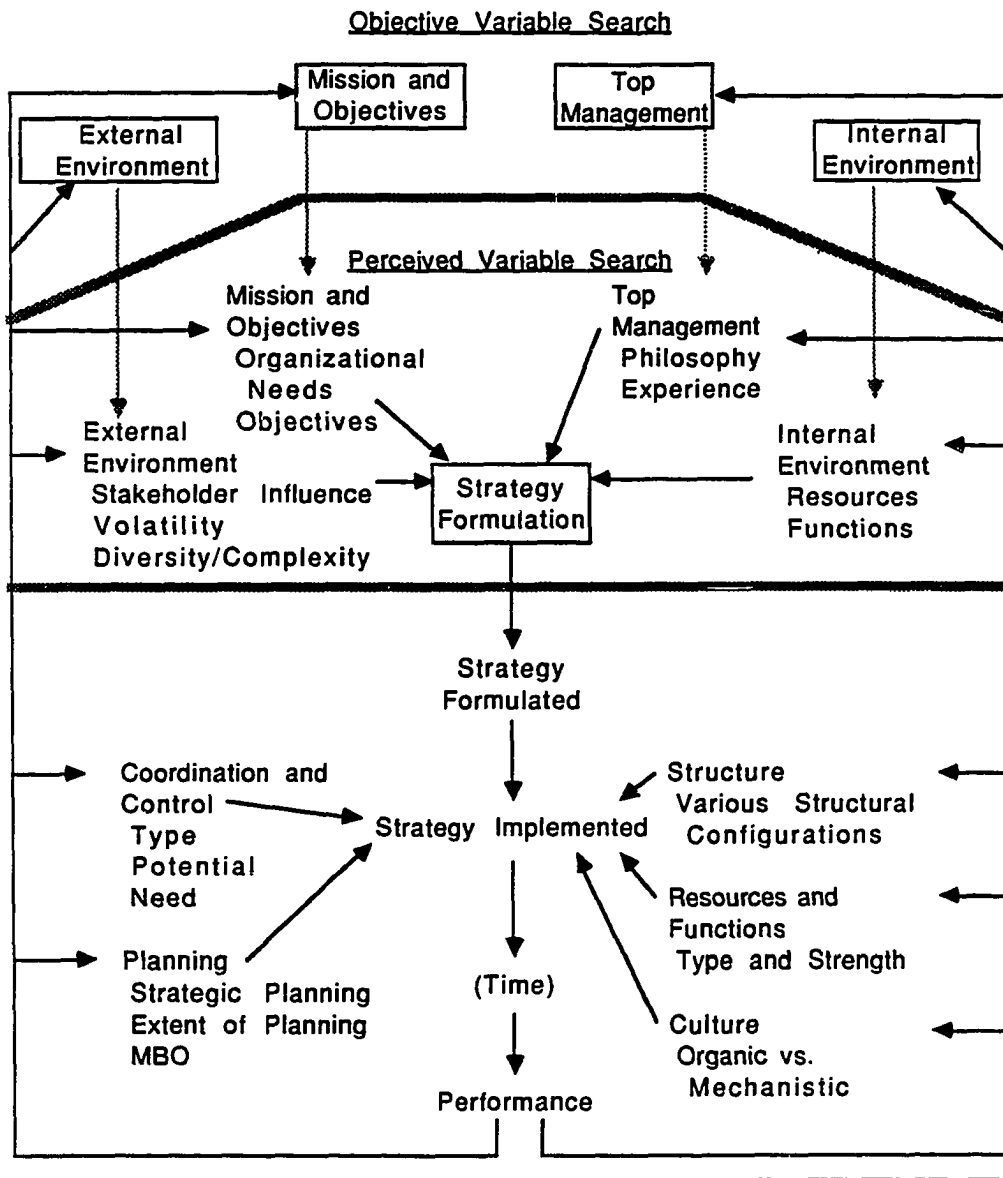 Objective Variable Search
Mission and
Objectives
Top
Management
External
Environment
Internal
Environment
Perceived Variable Search
Mission and
Objectives
Organizational
Needs
Objectives
Top
Management
Philosophy
Experience
External
Environment
Stakeholder Influence
Volatility
Diversity/Complexity
Strategy
Formulation
Internal
Environment
Resources
Functions
Strategy
Formulated
Coordination and
Control
Type
Potential
Need
Strategy Implemented
Structure
Various Structural
Configurations
Resources and
Functions
Type and Strength
Planning
Strategic Planning
Extent of Planning
MBO
(Time)
Culture
Organic vs.
Mechanistic
Performance